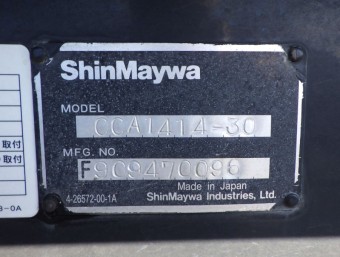 ShinMaywa
MODEL
CCA1414-30
MFG. NO.
Made in Japan
4-26572-00-1A
ShinMaywa Industries, Ltd.
取付
取付
B-0A